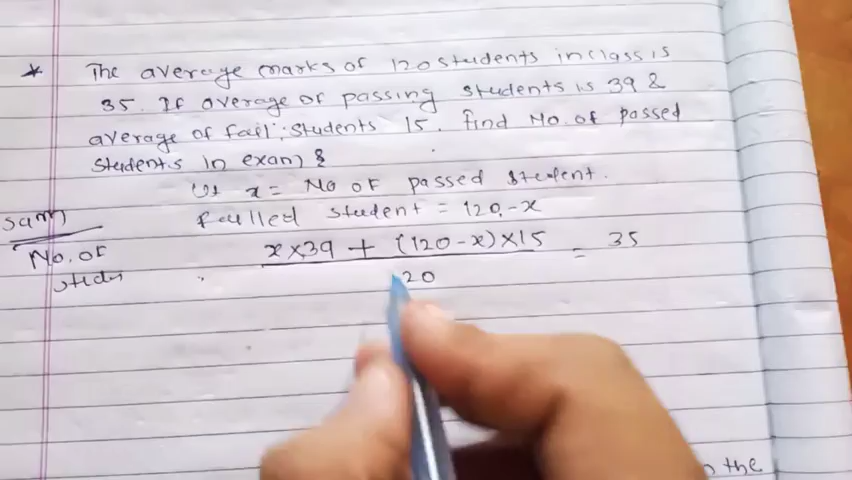 * The average marks of 120 students in class is
35. If average of passing students is 39 &
average of fail students 15. find No. of passed
students in exam?
let x = No of passed student.
failled student = 120 - x
sum
No. of
x×39 + (120-x)×15 = 35
20
the